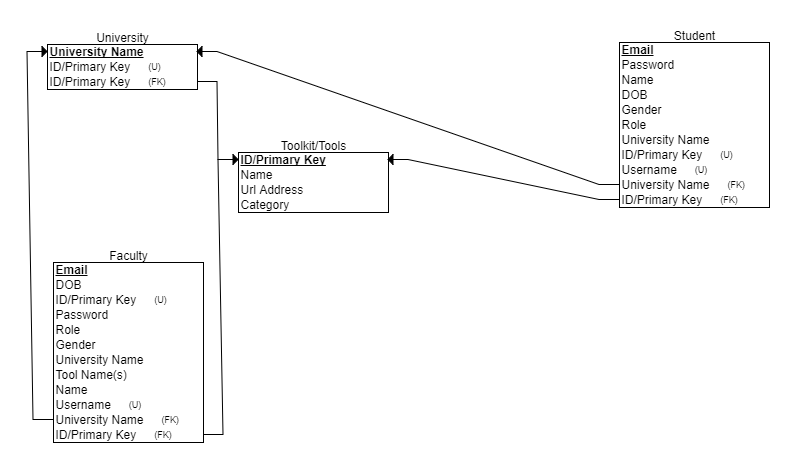 University
University Name
ID/Primary Key (U)
ID/Primary Key (FK)
Student
Email
Password
Name
DOB
Gender
Role
University Name
ID/Primary Key (U)
Username (U)
University Name (FK)
ID/Primary Key (FK)
Toolkit/Tools
ID/Primary Key
Name
Url Address
Category
Faculty
Email
DOB
ID/Primary Key (U)
Password
Role
Gender
University Name
Tool Name(s)
Name
Username (U)
University Name (FK)
ID/Primary Key (FK)